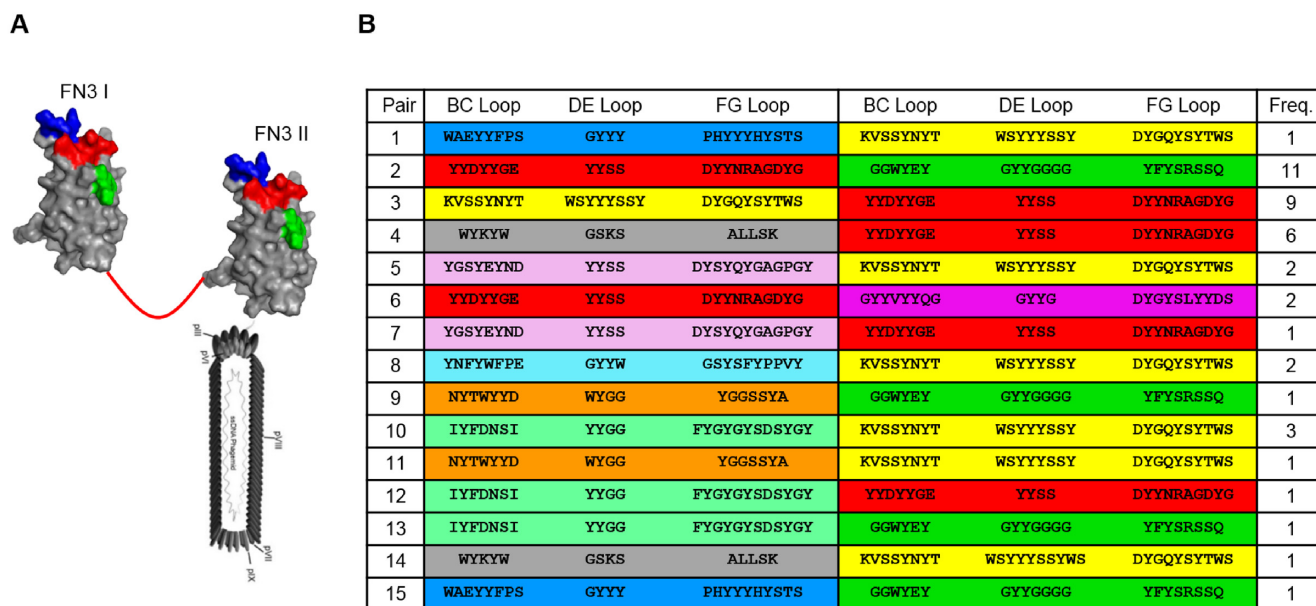 A
B
FN3 I
FN3 II
pIII
pVI
ssDNA Phagemid
pVIII
pVII
pIX
Pair BC Loop DE Loop FG Loop BC Loop DE Loop FG Loop Freq.
1 WAEYYFPS GYYY PHYYYHYSTS KVSSYNYT WSYYYSSY DYGQYSYTWS 1
2 YYDYYGE YYSS DYYNRAGDYG GGWYEY GYYGGGG YFYSRSSQ 11
3 KVSSYNYT WSYYYSSY DYGQYSYTWS YYDYYGE YYSS DYYNRAGDYG 9
4 WYKYW GSKS ALLSK YYDYYGE YYSS DYYNRAGDYG 6
5 YGSYEYND YYSS DYSYQYGAGPGY KVSSYNYT WSYYYSSY DYGQYSYTWS 2
6 YYDYYGE YYSS DYYNRAGDYG GYYVYYQG GYYG DYGYSLYYDS 2
7 YGSYEYND YYSS DYSYQYGAGPGY YYDYYGE YYSS DYYNRAGDYG 1
8 YNFYWFPE GYYW GSYSFYPPVY KVSSYNYT WSYYYSSY DYGQYSYTWS 2
9 NYTWYYD WYGG YGGSSYA GGWYEY GYYGGGG YFYSRSSQ 1
10 IYFDNSI YYGG FYGYGYSDSYGY KVSSYNYT WSYYYSSY DYGQYSYTWS 3
11 NYTWYYD WYGG YGGSSYA KVSSYNYT WSYYYSSY DYGQYSYTWS 1
12 IYFDNSI YYGG FYGYGYSDSYGY YYDYYGE YYSS DYYNRAGDYG 1
13 IYFDNSI YYGG FYGYGYSDSYGY GGWYEY GYYGGGG YFYSRSSQ 1
14 WYKYW GSKS ALLSK KVSSYNYT WSYYYSSYWS DYGQYSYTWS 1
15 WAEYYFPS GYYY PHYYYHYSTS GGWYEY GYYGGGG YFYSRSSQ 1